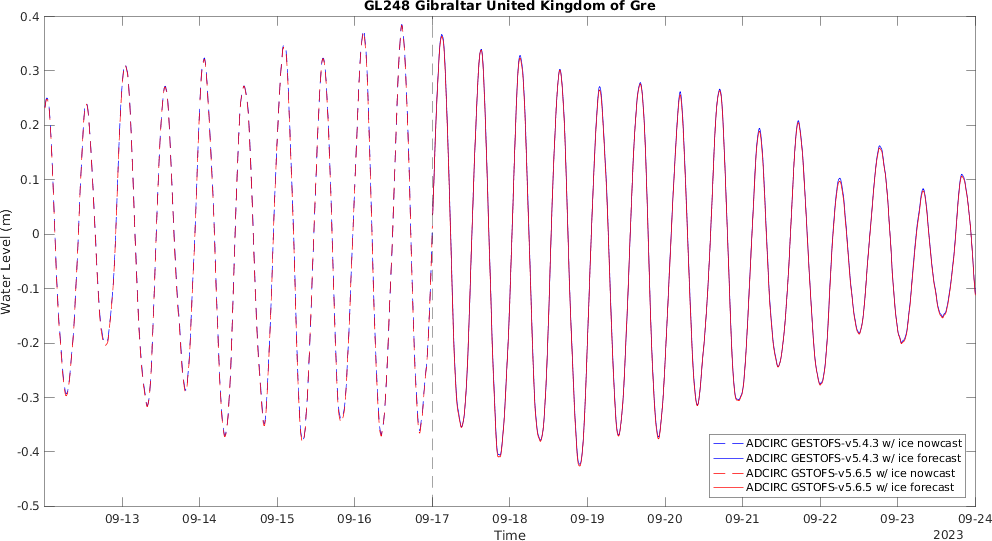 GL248 Gibraltar United Kingdom of Gre
0.4
0.3
0.2
0.1
0
-0.1
-0.2
-0.3
-0.4
-0.5
Water Level (m)
ADCIRC GESTOFS-v5.4.3 w/ ice nowcast
ADCIRC GESTOFS-v5.4.3 w/ ice forecast
ADCIRC GSTOFS-v5.6.5 w/ ice nowcast
ADCIRC GSTOFS-v5.6.5 w/ ice forecast
09-13 09-14 09-15 09-16 09-17 09-18 09-19 09-20 09-21 09-22 09-23 09-24
Time
2023